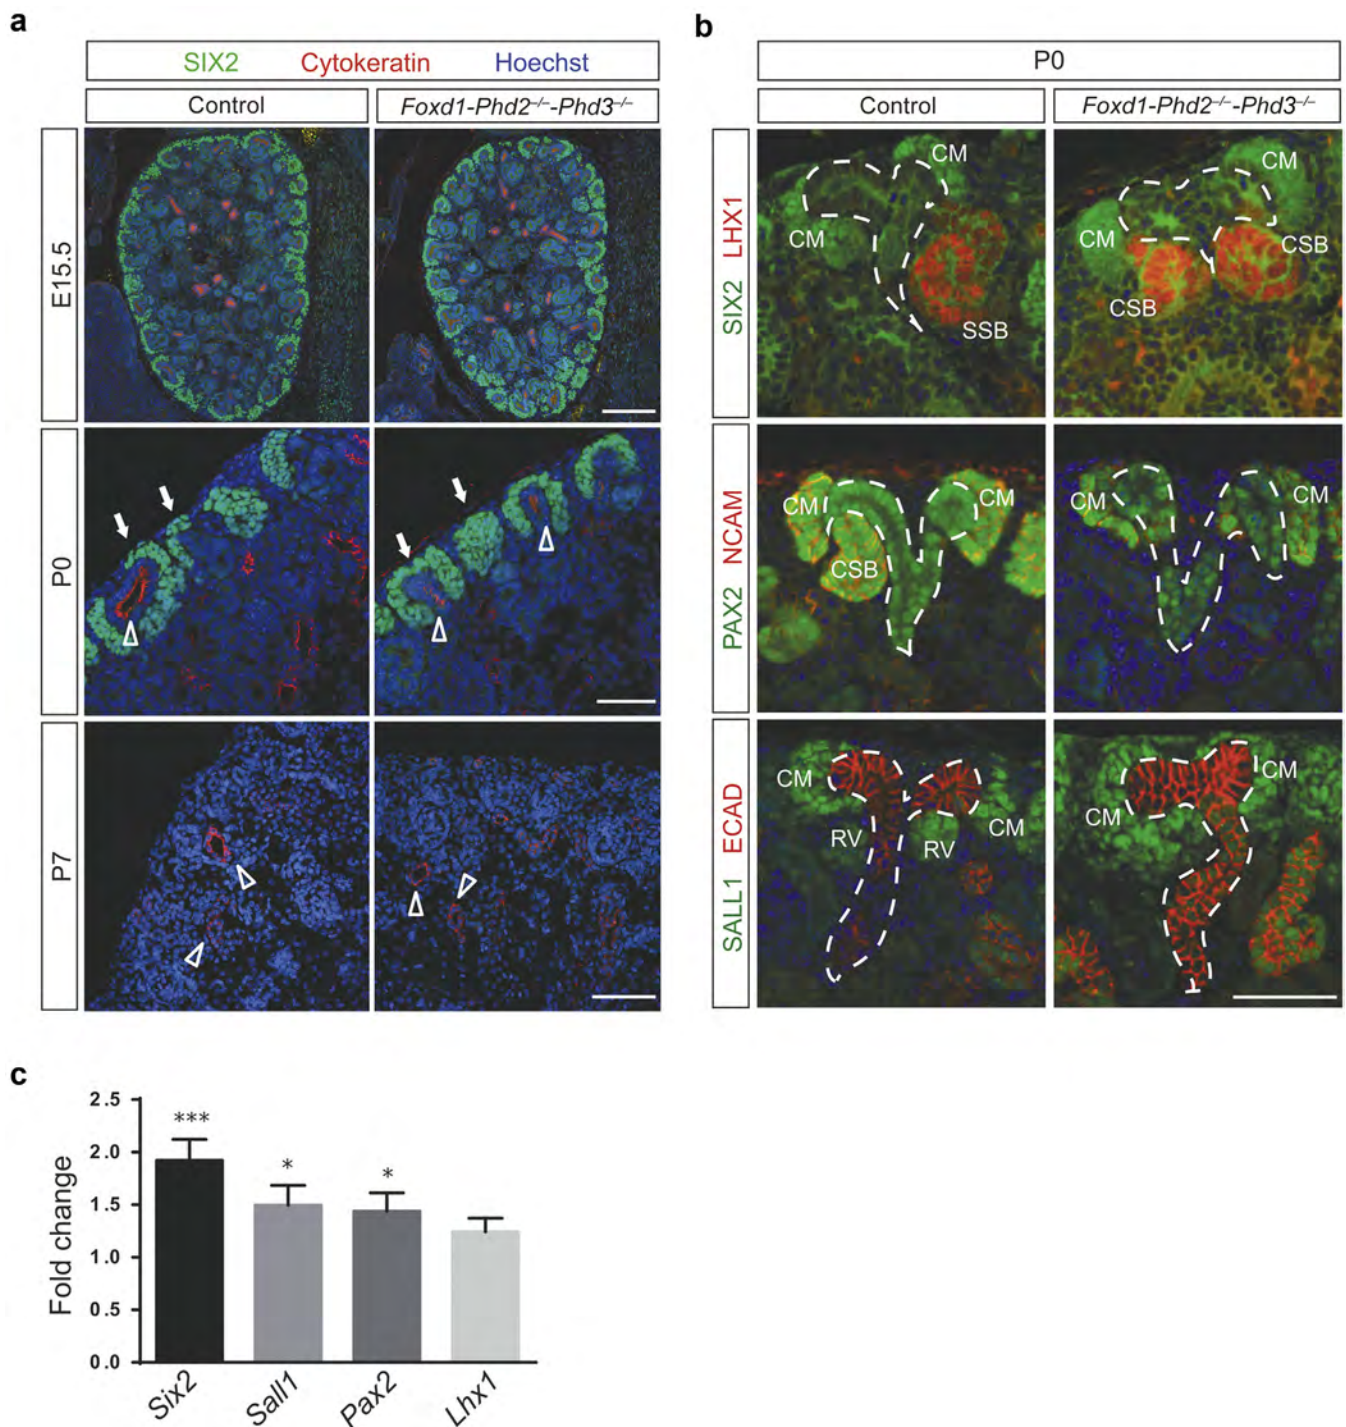 a
SIX2 Cytokeratin Hoechst
Control Foxd1-Phd2–/–-Phd3–/–
E15.5
P0
P7
b
P0
Control Foxd1-Phd2–/–-Phd3–/–
SIX2 LHX1
CM
CM
SSB
CM
CM
CSB
CSB
PAX2 NCAM
CM
CM
CSB
CM
CM
SALL1 ECAD
CM
RV
RV
CM
CM
CM
c
Fold change
2.5
2.0
1.5
1.0
0.5
0.0
***
*
*
Six2 Sall1 Pax2 Lhx1